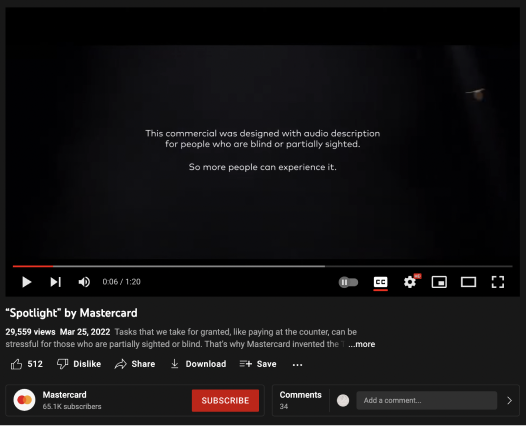 This commercial was designed with audio description
for people who are blind or partially sighted.
So more people can experience it.
0:06 / 1:20
CC
HD
“Spotlight” by Mastercard
29,559 views Mar 25, 2022 Tasks that we take for granted, like paying at the counter, can be
stressful for those who are partially sighted or blind. That's why Mastercard invented the ...more
512 Dislike Share Download Save ...
Mastercard
65.1K subscribers
SUBSCRIBE
Comments
34
Add a comment...